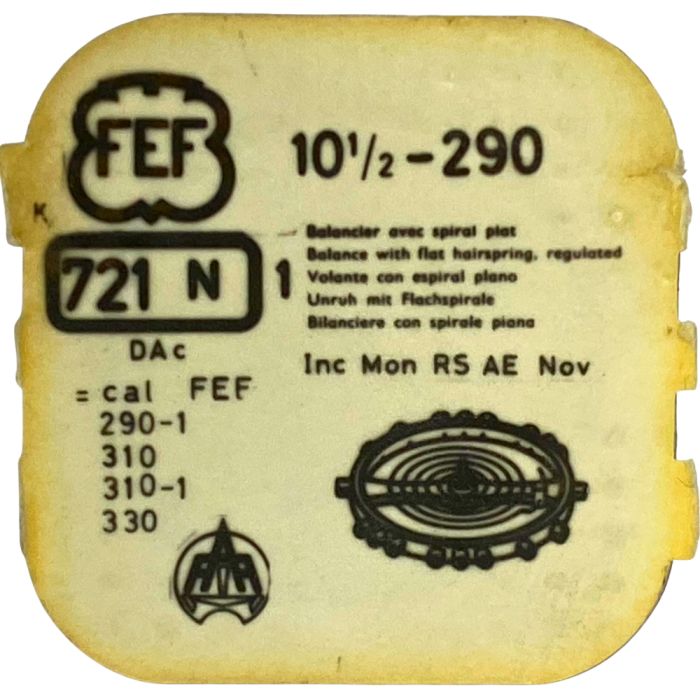 FEF
10 1/2 - 290
K
721 N 1
Balancier avec spiral plat
Balance with flat hairspring, regulated
Volante con espiral plano
Unruh mit Flachspirale
Bilanciere con spirale piana
DAc
Inc Mon RS AE Nov
= cal FEF
290-1
310
310-1
330